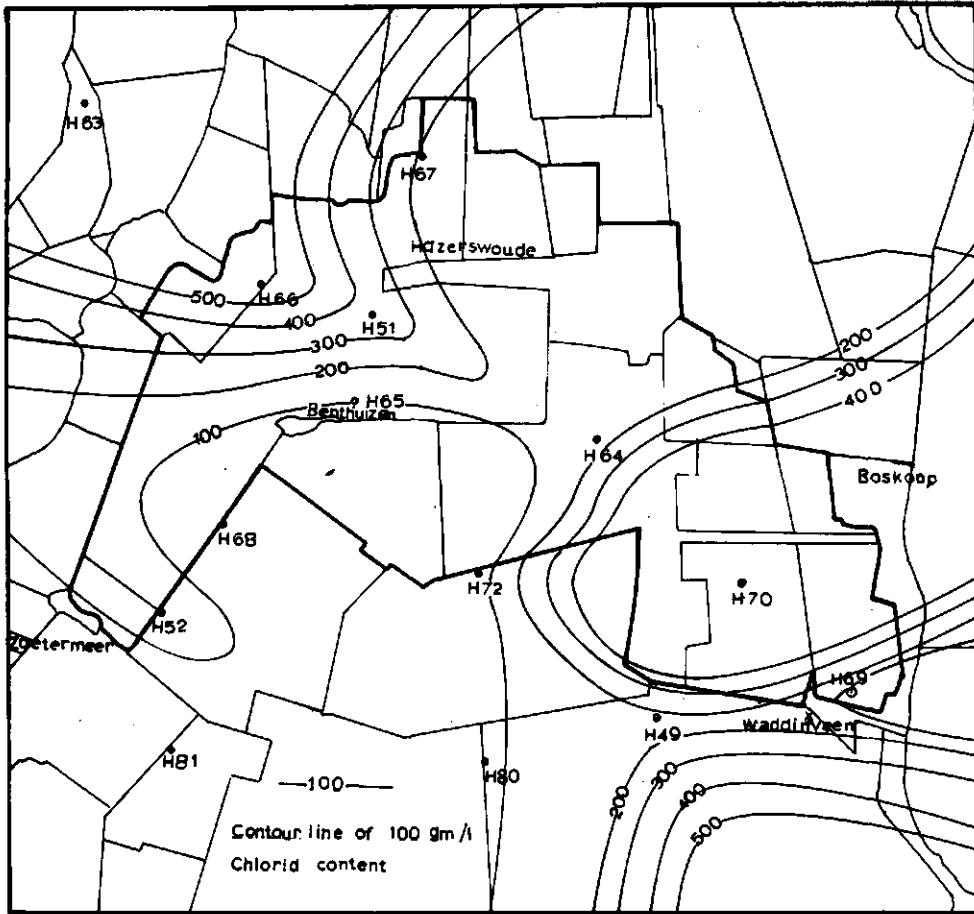 H63
H67
Hazerswoude
500
H66
400
H51
300
200
200
300
400
H65
Benthuizen
100
H64
Boskoop
H68
H72
H70
H52
Zoetermeer
H69
Waddinxveen
H49
H81
H80
200
300
400
500
100
Contour line of 100 gm/l
Chlorid content